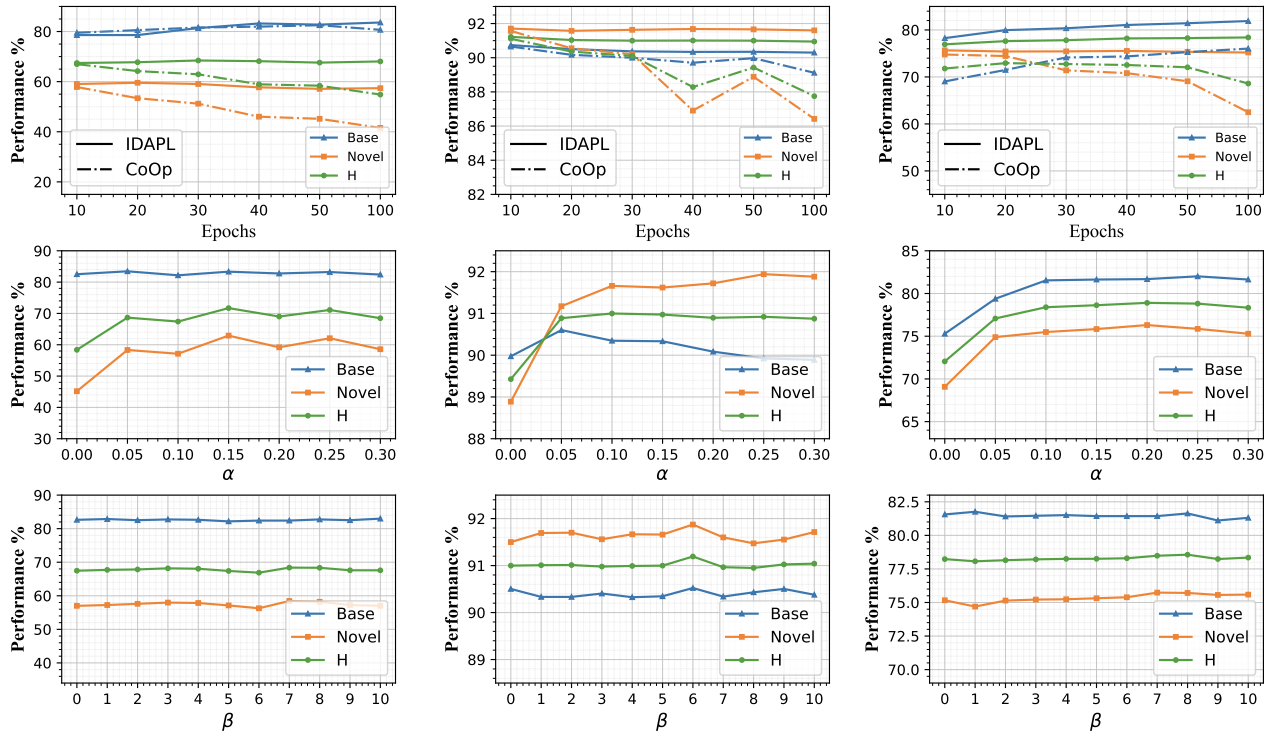 Performance %
80
60
40
20
IDAPL
CoOp
Base
Novel
H
10 20 30 40 50 100
Epochs
Performance %
92
90
88
86
84
82
IDAPL
CoOp
Base
Novel
H
10 20 30 40 50 100
Epochs
Performance %
80
70
60
50
IDAPL
CoOp
Base
Novel
H
10 20 30 40 50 100
Epochs
Performance %
90
80
70
60
50
40
30
Base
Novel
H
0.00 0.05 0.10 0.15 0.20 0.25 0.30
α
Performance %
92
91
90
89
88
Base
Novel
H
0.00 0.05 0.10 0.15 0.20 0.25 0.30
α
Performance %
85
80
75
70
65
Base
Novel
H
0.00 0.05 0.10 0.15 0.20 0.25 0.30
α
Performance %
90
80
70
60
50
40
Base
Novel
H
0 1 2 3 4 5 6 7 8 9 10
β
Performance %
92
91
90
89
Base
Novel
H
0 1 2 3 4 5 6 7 8 9 10
β
Performance %
82.5
80.0
77.5
75.0
72.5
70.0
Base
Novel
H
0 1 2 3 4 5 6 7 8 9 10
β